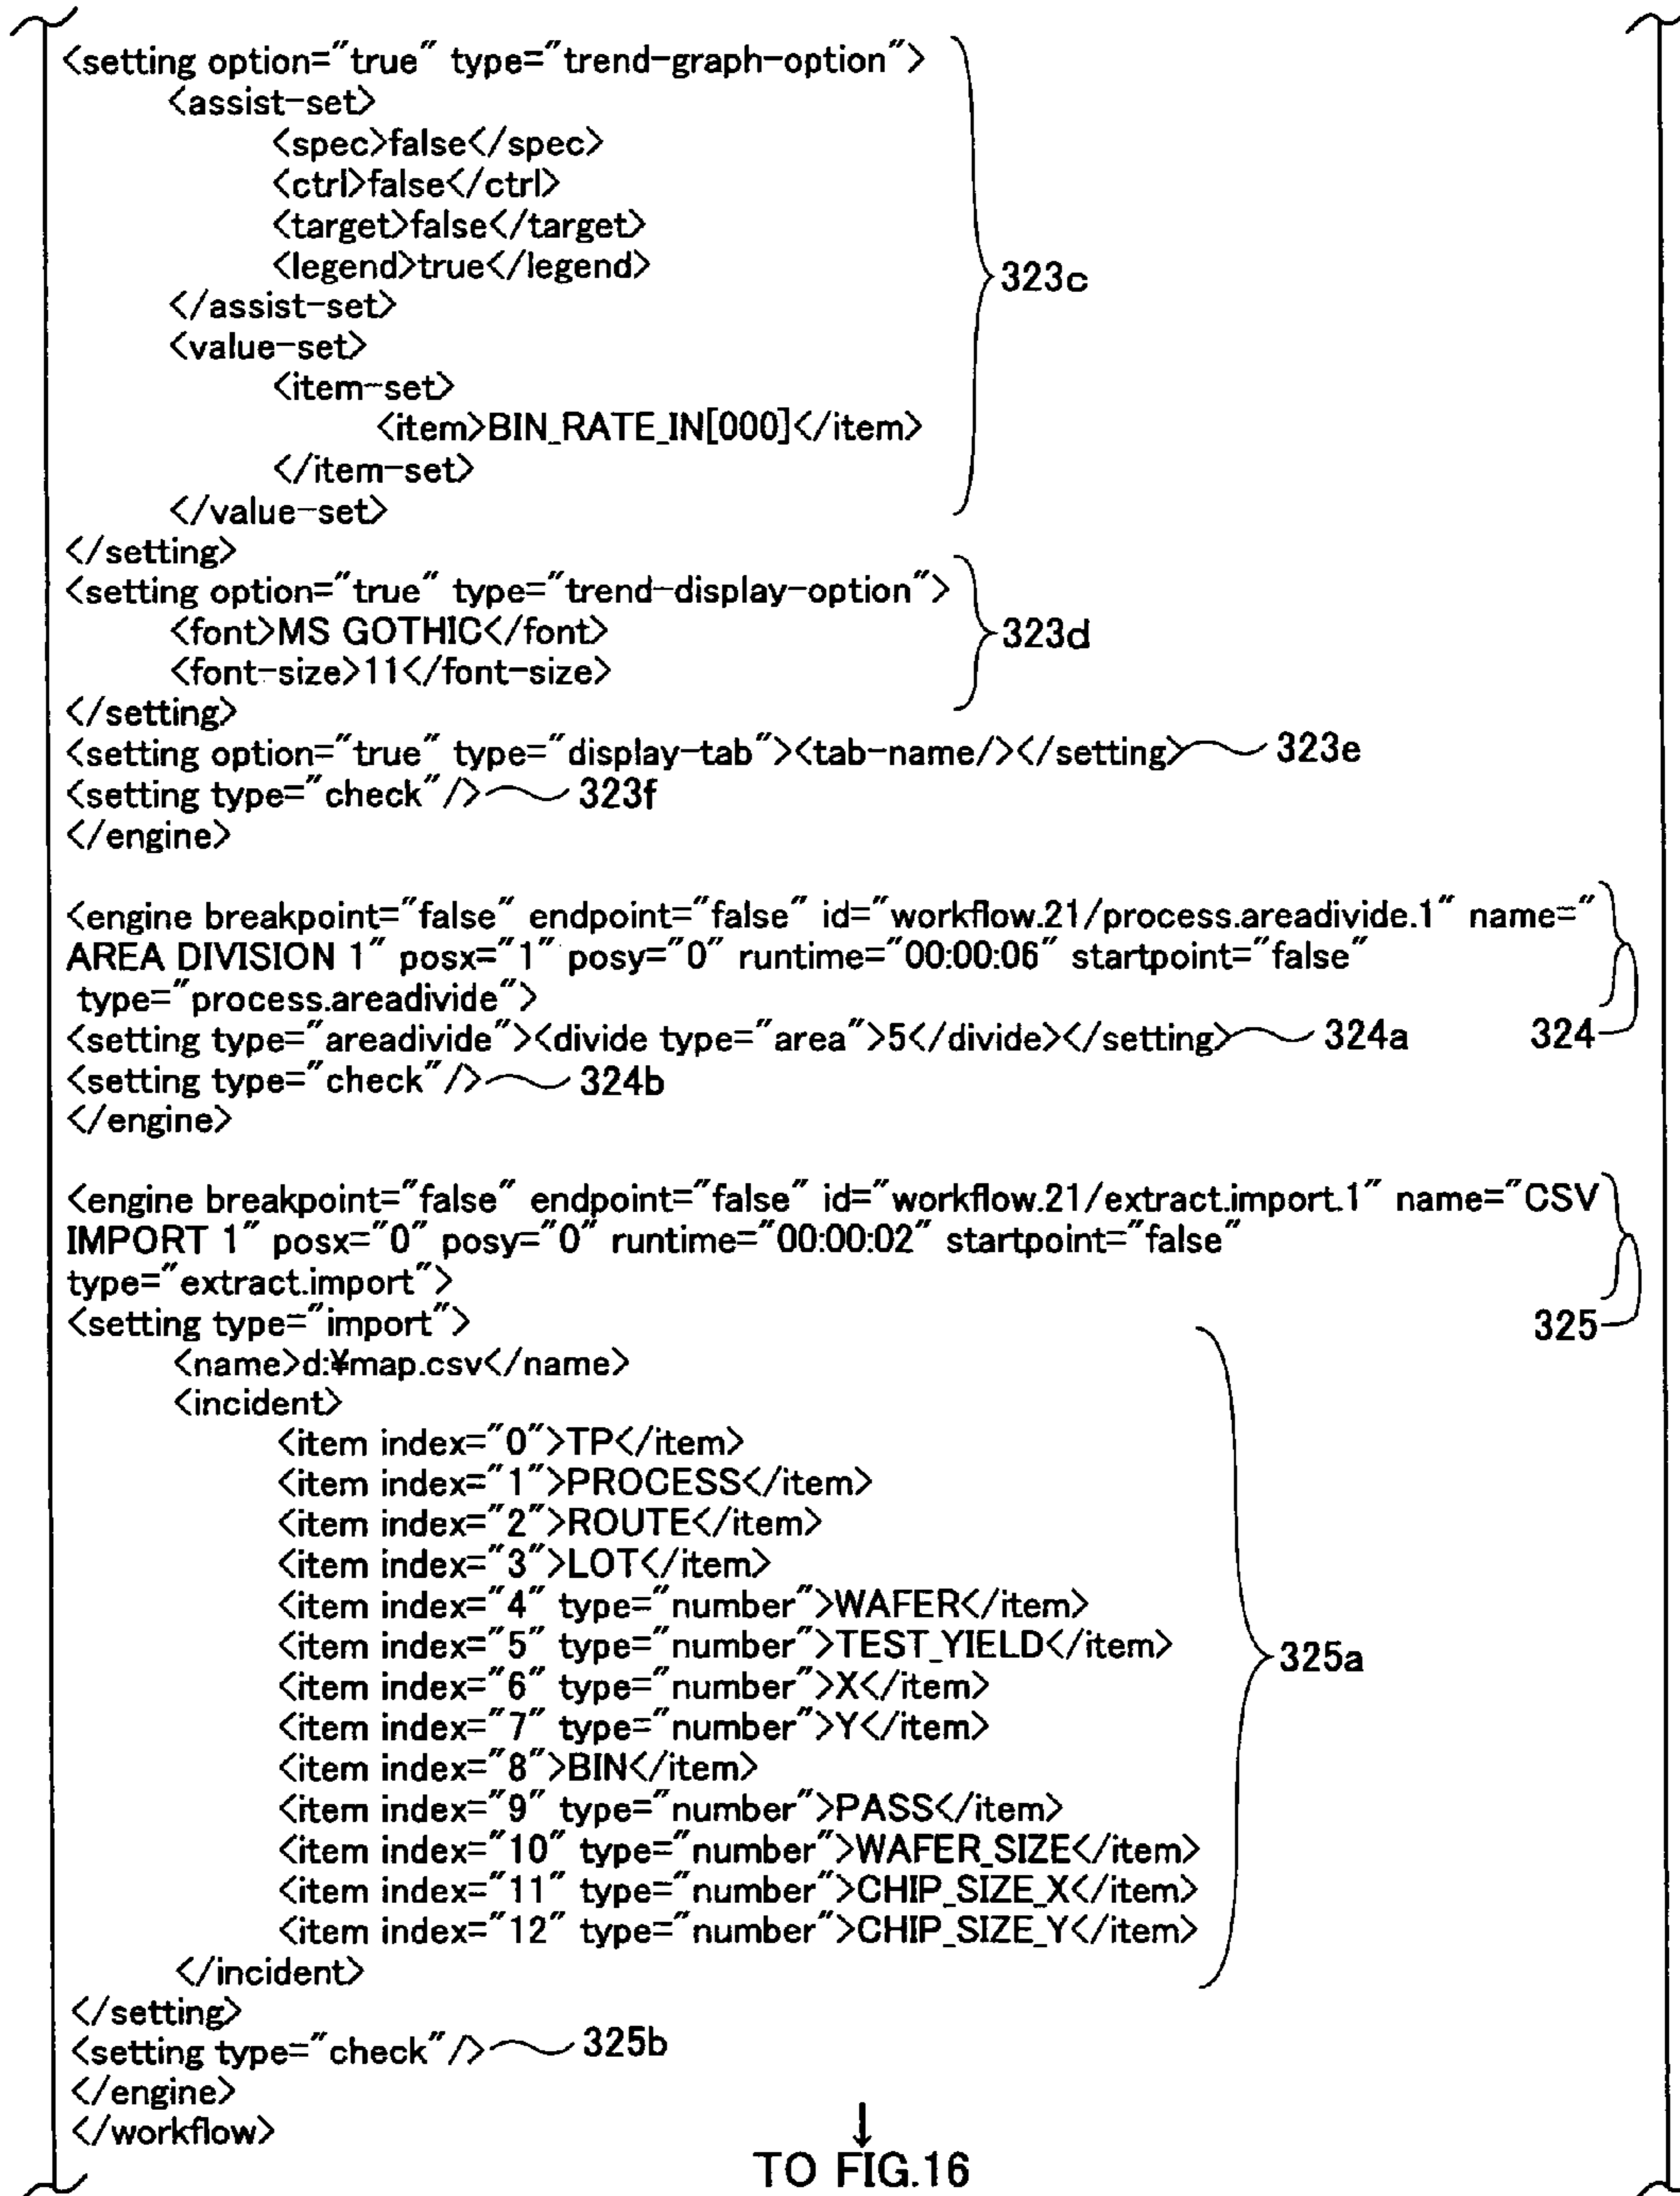 <setting option="true" type="trend-graph-option">
<assist-set>
<spec>false</spec>
<ctrl>false</ctrl>
<target>false</target>
<legend>true</legend>
323c
</assist-set>
<value-set>
<item-set>
<item>BIN_RATE_IN[000]</item>
</item-set>
</value-set>
</setting>
<setting option="true" type="trend-display-option">
<font>MS GOTHIC</font>
323d
<font-size>11</font-size>
</setting>
<setting option="true" type="display-tab"><tab-name/></setting> 323e
<setting type="check"/> 323f
</engine>
<engine breakpoint="false" endpoint="false" id="workflow.21/process.areadivide.1" name="
AREA DIVISION 1" posx="1" posy="0" runtime="00:00:06" startpoint="false"
type="process.areadivide">
<setting type="areadivide"><divide type="area">5</divide></setting> 324a 324
<setting type="check"/> 324b
</engine>
<engine breakpoint="false" endpoint="false" id="workflow.21/extract.import.1" name="CSV
IMPORT 1" posx="0" posy="0" runtime="00:00:02" startpoint="false"
type="extract.import">
<setting type="import"> 325
<name>d:¥map.csv</name>
<incident>
<item index="0">TP</item>
<item index="1">PROCESS</item>
<item index="2">ROUTE</item>
<item index="3">LOT</item>
<item index="4" type="number">WAFER</item>
<item index="5" type="number">TEST_YIELD</item>
325a
<item index="6" type="number">X</item>
<item index="7" type="number">Y</item>
<item index="8">BIN</item>
<item index="9" type="number">PASS</item>
<item index="10" type="number">WAFER_SIZE</item>
<item index="11" type="number">CHIP_SIZE_X</item>
<item index="12" type="number">CHIP_SIZE_Y</item>
</incident>
</setting>
<setting type="check"/> 325b
</engine>
</workflow>
↓
TO FIG.16